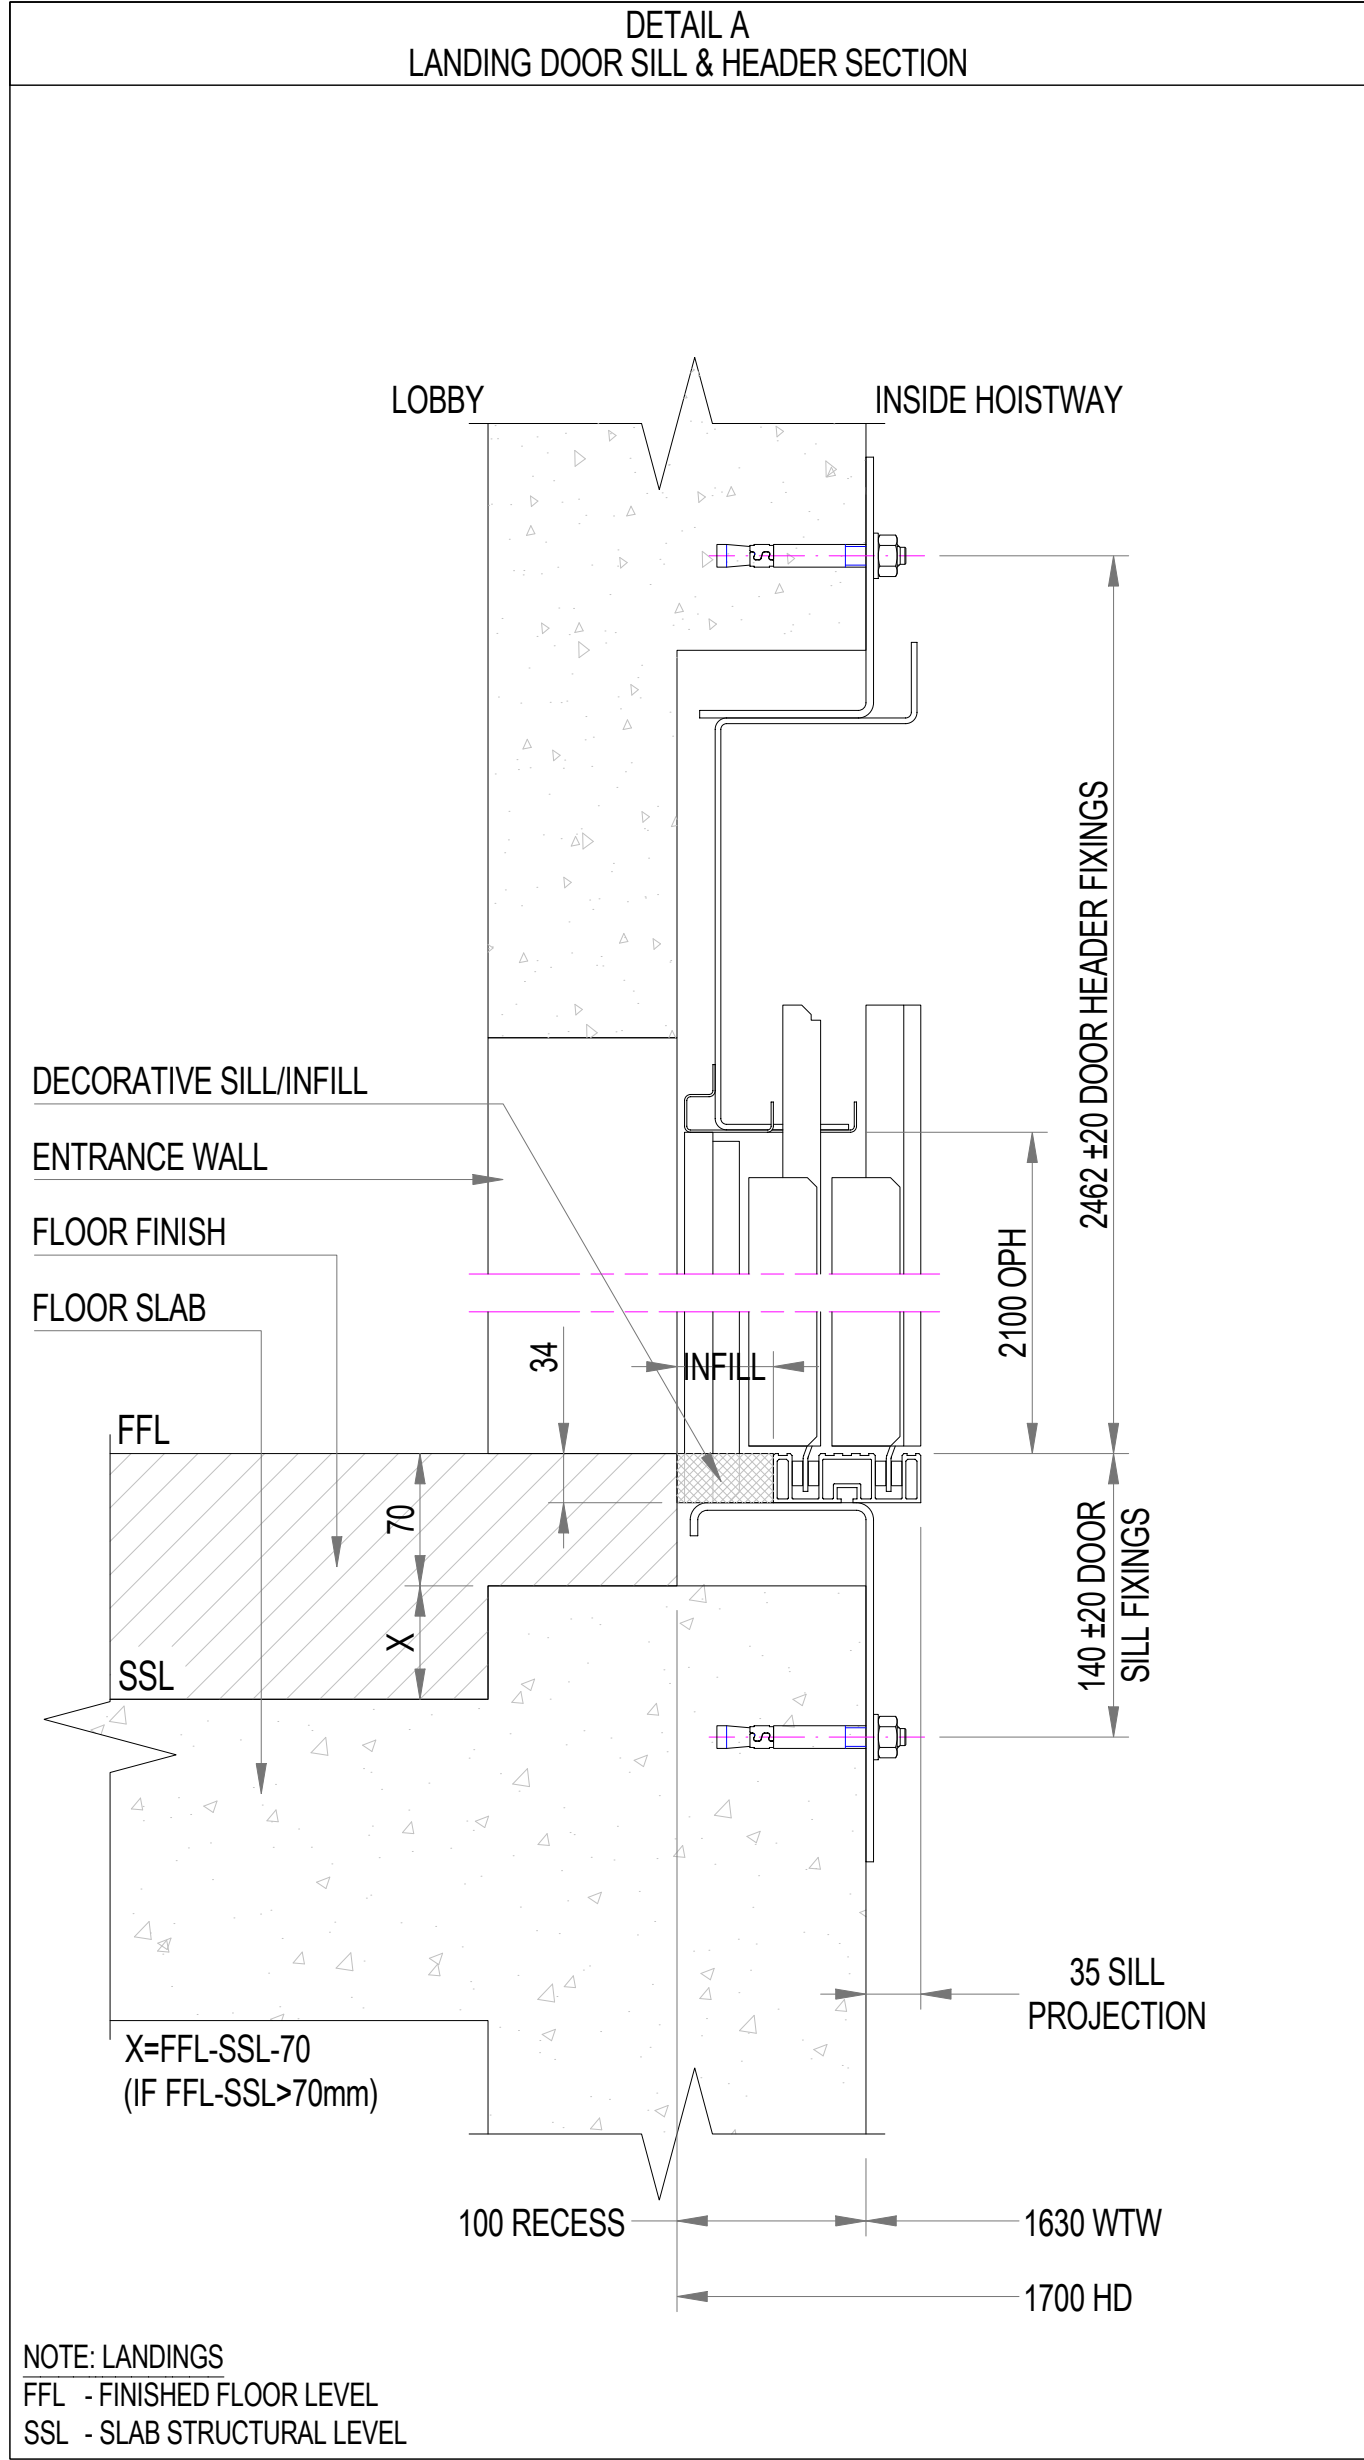 DETAIL A
LANDING DOOR SILL & HEADER SECTION
LOBBY
INSIDE HOISTWAY
2462 ±20 DOOR HEADER FIXINGS
DECORATIVE SILL/INFILL
ENTRANCE WALL
FLOOR FINISH
FLOOR SLAB
2100 OPH
34
INFILL
FFL
70
X
SSL
140 ±20 DOOR
SILL FIXINGS
35 SILL
PROJECTION
X=FFL-SSL-70
(IF FFL-SSL>70mm)
100 RECESS
1630 WTW
1700 HD
NOTE: LANDINGS
FFL - FINISHED FLOOR LEVEL
SSL - SLAB STRUCTURAL LEVEL